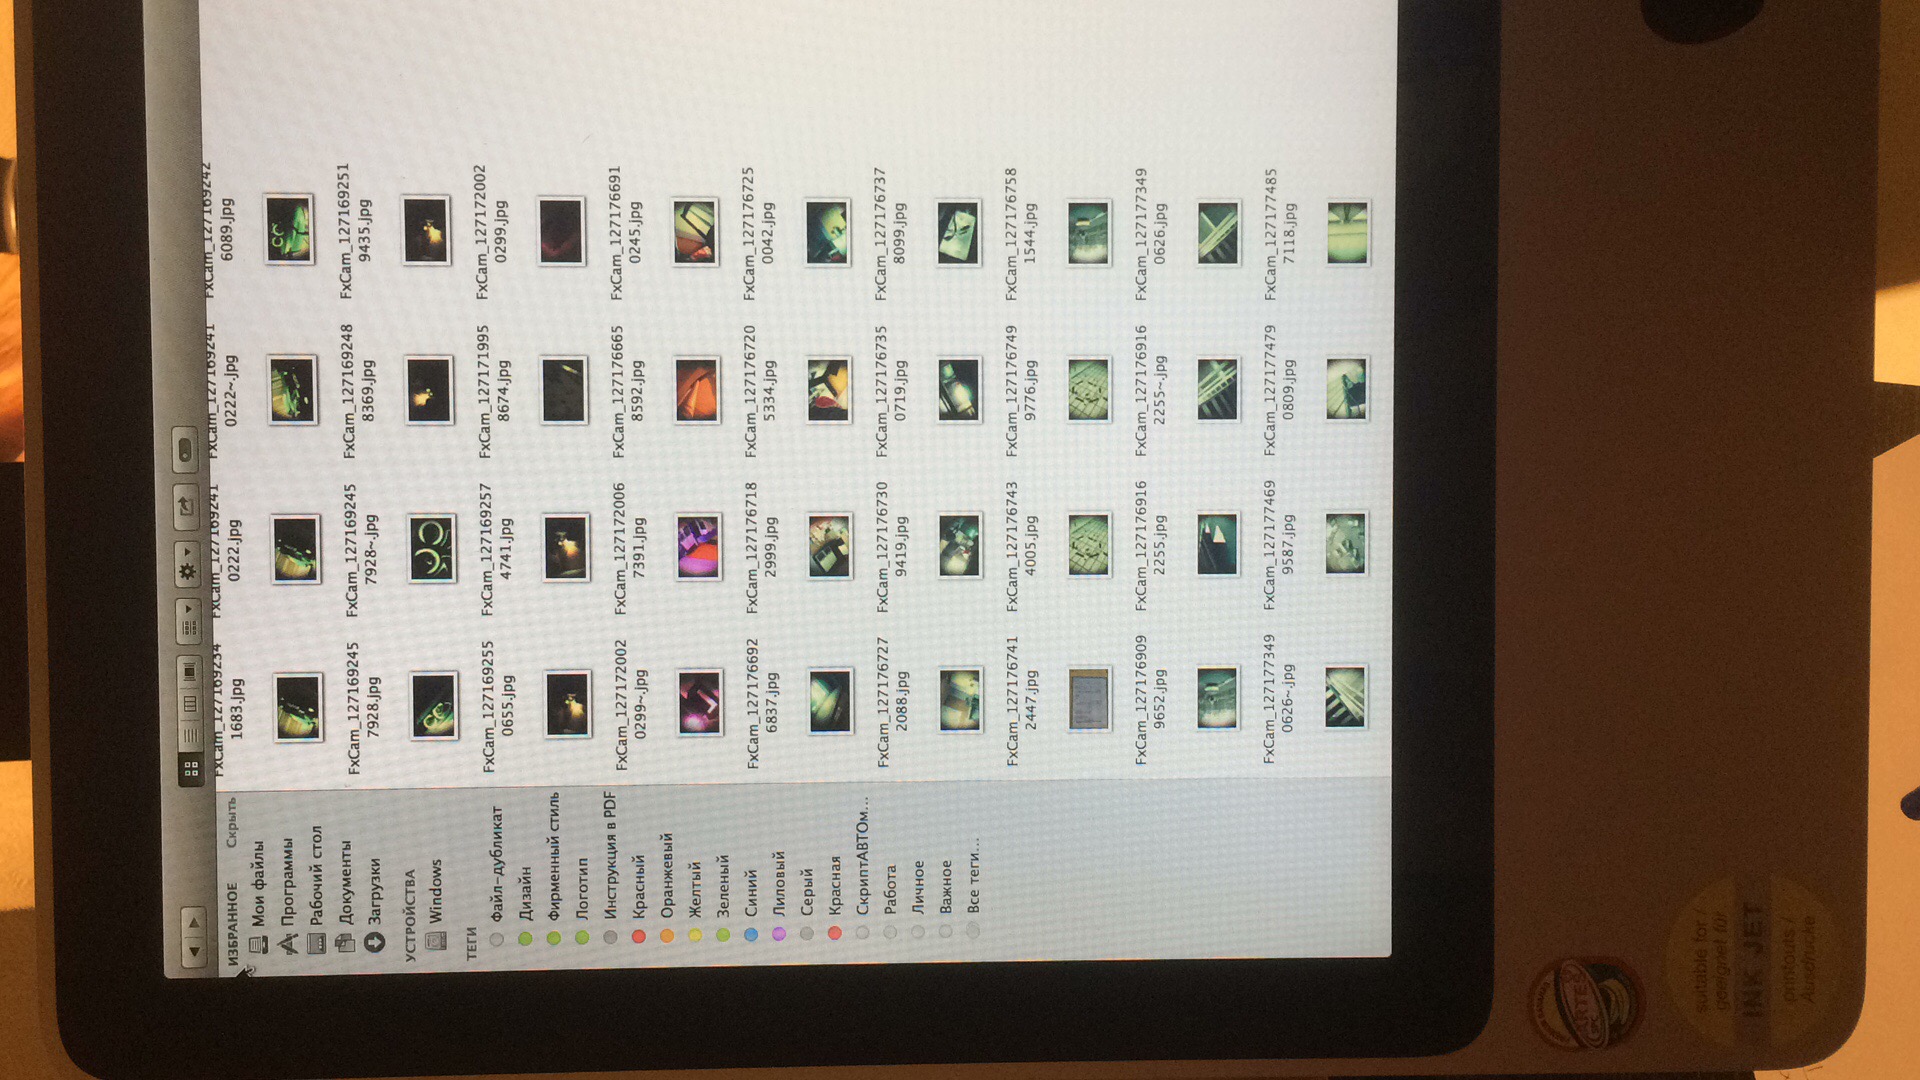 ИЗБРАННОЕ Скрыть
Мои файлы
Программы
Рабочий стол
Документы
Загрузки
УСТРОЙСТВА
Windows
ТЕГИ
Файл-дубликат
Дизайн
Фирменный стиль
Логотип
Инструкция в PDF
Красный
Оранжевый
Желтый
Зеленый
Синий
Лиловый
Серый
Красная
СкриптАВТОм...
Работа
Личное
Важное
Все теги...
FxCam_127169234 FxCam_127169241 FxCam_127169241 FxCam_127169242
1683.jpg 0222.jpg 0222~.jpg 6089.jpg
FxCam_127169245 FxCam_127169245 FxCam_127169248 FxCam_127169251
7928.jpg 7928~.jpg 8369.jpg 9435.jpg
FxCam_127169255 FxCam_127169257 FxCam_127171995 FxCam_127172002
0655.jpg 4741.jpg 8674.jpg 0299.jpg
FxCam_127172002 FxCam_127172006 FxCam_127176665 FxCam_127176691
0299~.jpg 7391.jpg 8592.jpg 0245.jpg
FxCam_127176692 FxCam_127176718 FxCam_127176720 FxCam_127176725
6837.jpg 2999.jpg 5334.jpg 0042.jpg
FxCam_127176727 FxCam_127176730 FxCam_127176735 FxCam_127176737
2088.jpg 9419.jpg 0719.jpg 8099.jpg
FxCam_127176741 FxCam_127176743 FxCam_127176749 FxCam_127176758
2447.jpg 4005.jpg 9776.jpg 1544.jpg
FxCam_127176909 FxCam_127176916 FxCam_127176916 FxCam_127177349
9652.jpg 2255.jpg 2255~.jpg 0626.jpg
FxCam_127177349 FxCam_127177469 FxCam_127177479 FxCam_127177485
0626~.jpg 9587.jpg 0809.jpg 7118.jpg
ARTES
suitable for /
geeignet für
INK JET
printouts /
Ausdrucke